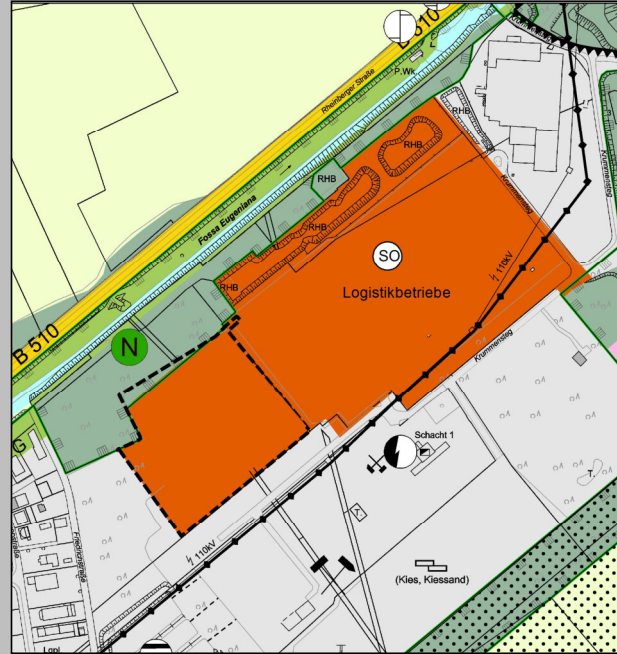 B 510
Rheinberger Straße
P.Wk.
RHB
RHB
Krummensteg
Fossa Eugeniana
RHB
RHB
Krummensteg
SO
110kV
Logistikbetriebe
RHB
B 510
N
Krummensteg
Schacht 1
G
T.
T.
110kV
Friedrichstraße
(Kies, Kiessand)
Lgpl.